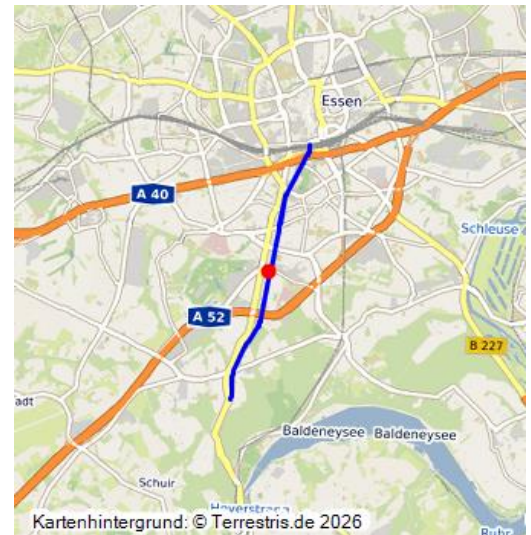 Essen
A 40
Schleuse
A 52
B 227
Baldeneysee Baldeneysee
Schuir
Kartenhintergrund: © Terrestris.de 2026